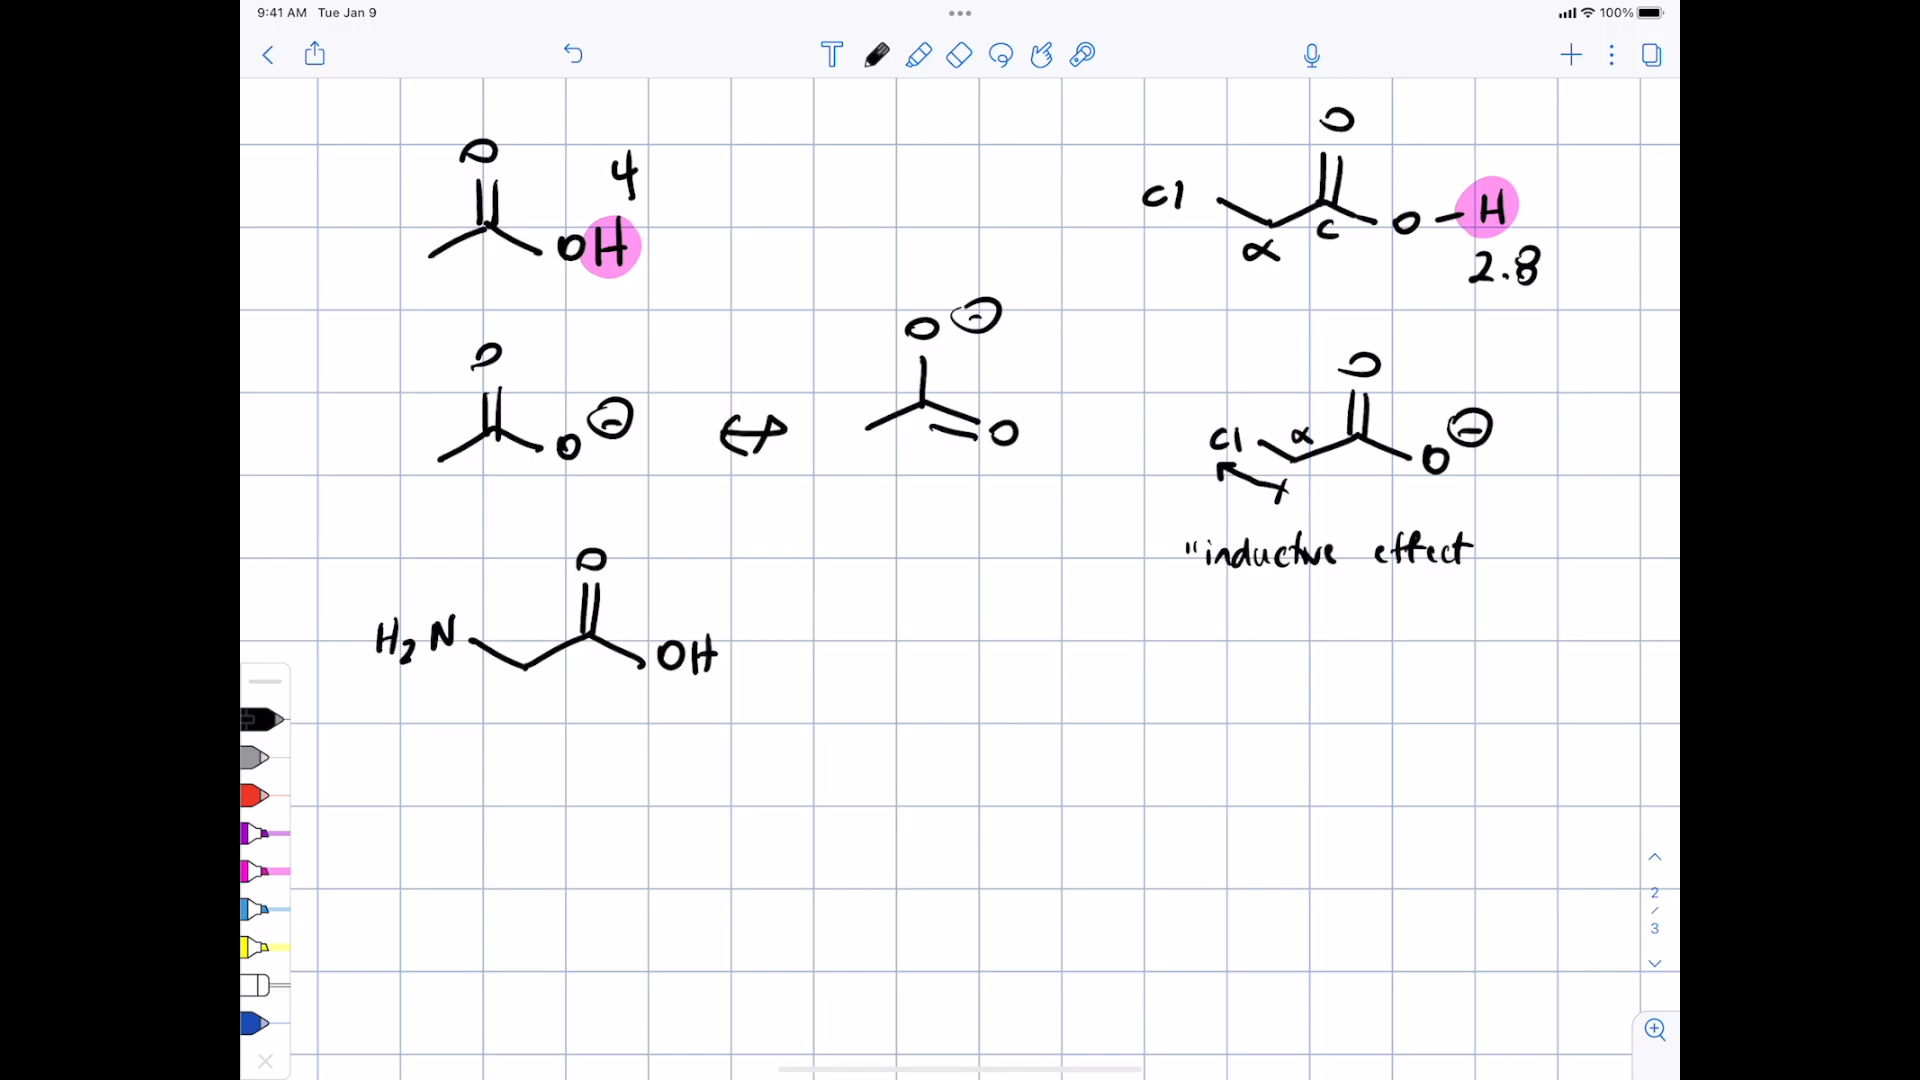 9:41 AM Tue Jan 9
100%
T
O
4
OH
O
Cl
α
C
O - H
2.8
O
O -
O -
O
O
Cl
α
O -
"inductive effect
O
H₂N
OH
2
/
3